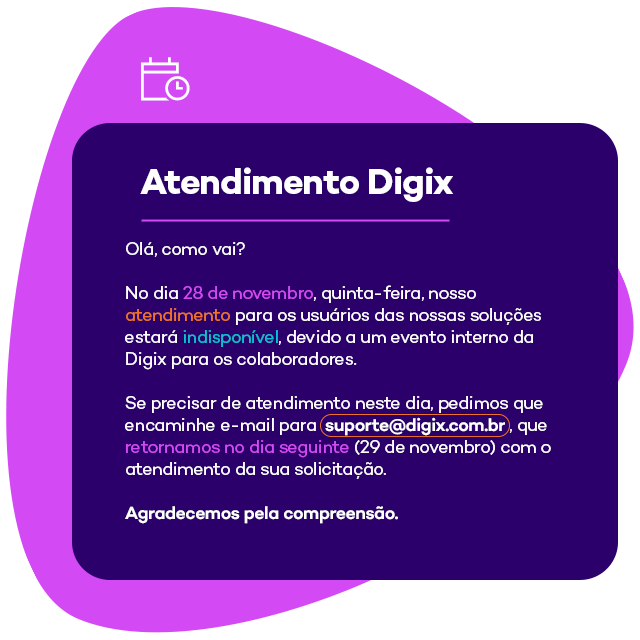 Atendimento Digix
Olá, como vai?
No dia 28 de novembro, quinta-feira, nosso
atendimento para os usuários das nossas soluções
estará indisponível, devido a um evento interno da
Digix para os colaboradores.
Se precisar de atendimento neste dia, pedimos que
encaminhe e-mail para suporte@digix.com.br, que
retornamos no dia seguinte (29 de novembro) com o
atendimento da sua solicitação.
Agradecemos pela compreensão.